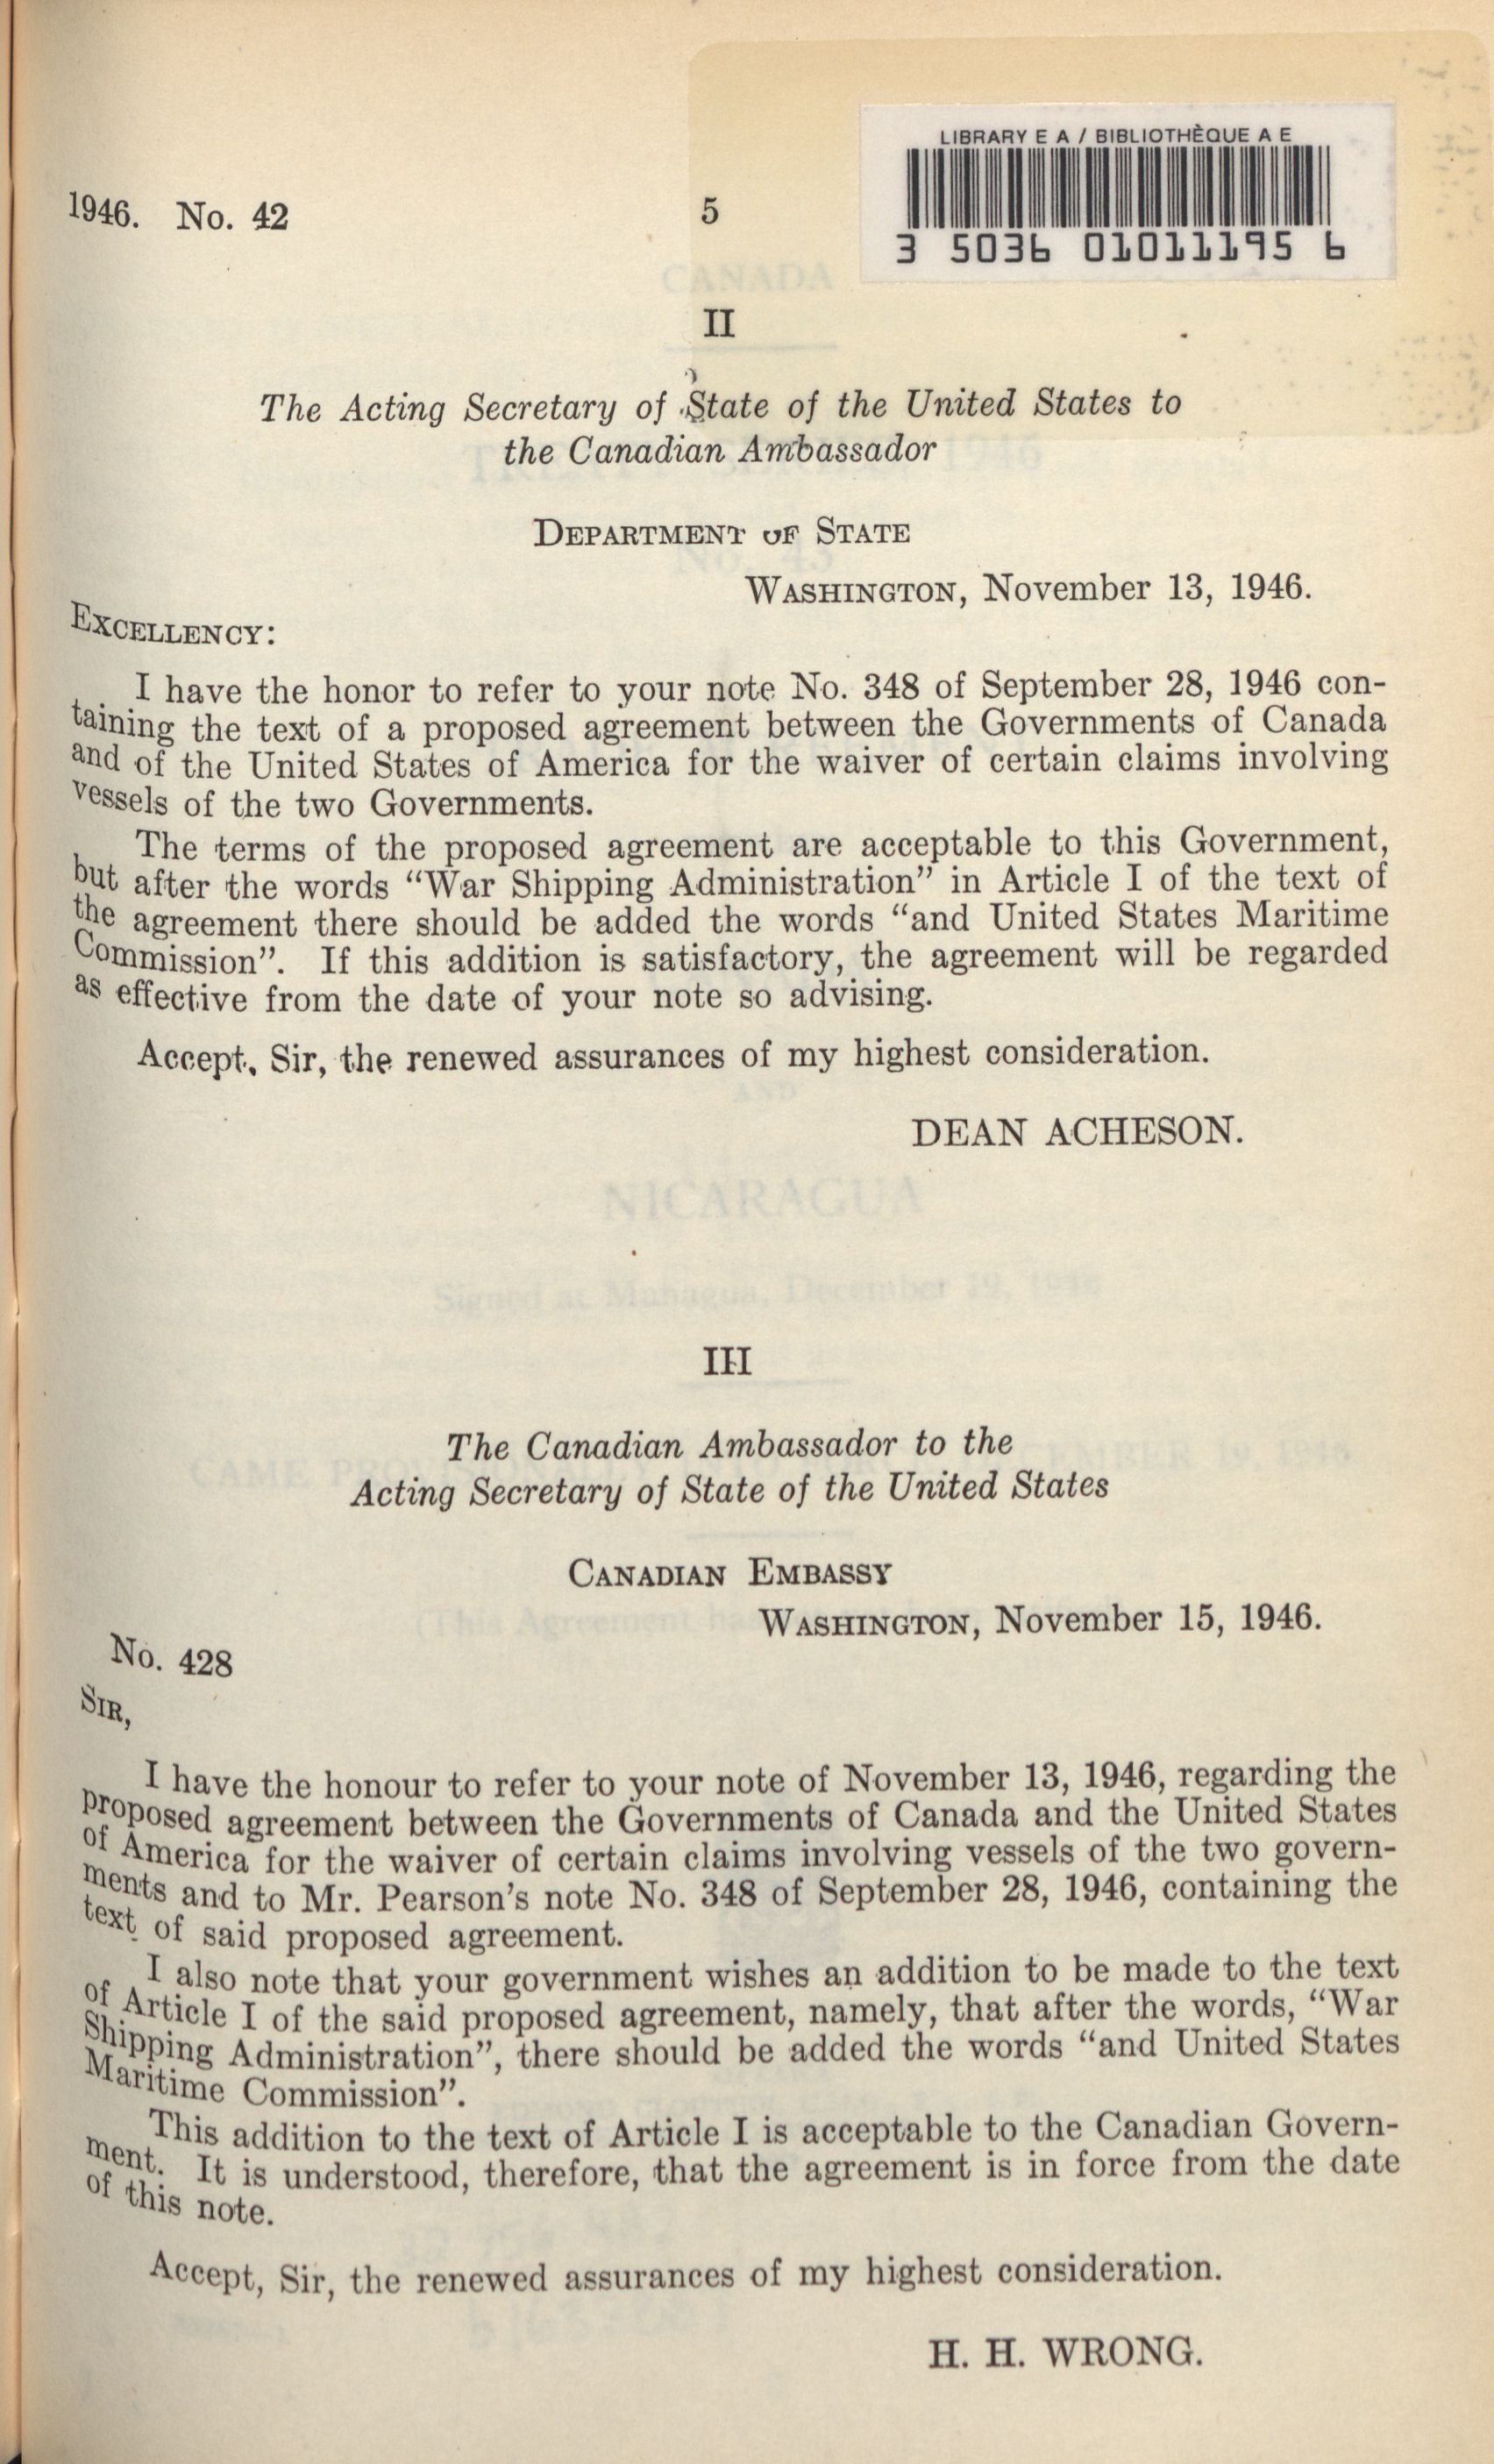 LIBRARY E A / BIBLIOTHÈQUE A E
3 5036 01011195 6
1946. No. 42
5
II
The Acting Secretary of State of the United States to
the Canadian Ambassador
DEPARTMENT OF STATE
WASHINGTON, November 13, 1946.
EXCELLENCY:
I have the honor to refer to your note No. 348 of September 28, 1946 con-
taining the text of a proposed agreement between the Governments of Canada
and of the United States of America for the waiver of certain claims involving
vessels of the two Governments.
The terms of the proposed agreement are acceptable to this Government,
but after the words “War Shipping Administration” in Article I of the text of
the agreement there should be added the words “and United States Maritime
Commission”. If this addition is satisfactory, the agreement will be regarded
as effective from the date of your note so advising.
Accept, Sir, the renewed assurances of my highest consideration.
DEAN ACHESON.
NICARAGUA
Signed at Managua, December 19, 1946
III
The Canadian Ambassador to the
Acting Secretary of State of the United States
CANADIAN EMBASSY
WASHINGTON, November 15, 1946.
No. 428
SIR,
I have the honour to refer to your note of November 13, 1946, regarding the
proposed agreement between the Governments of Canada and the United States
of America for the waiver of certain claims involving vessels of the two govern-
ments and to Mr. Pearson’s note No. 348 of September 28, 1946, containing the
text of said proposed agreement.
I also note that your government wishes an addition to be made to the text
of Article I of the said proposed agreement, namely, that after the words, “War
Shipping Administration”, there should be added the words “and United States
Maritime Commission”.
This addition to the text of Article I is acceptable to the Canadian Govern-
ment. It is understood, therefore, that the agreement is in force from the date
of this note.
Accept, Sir, the renewed assurances of my highest consideration.
H. H. WRONG.